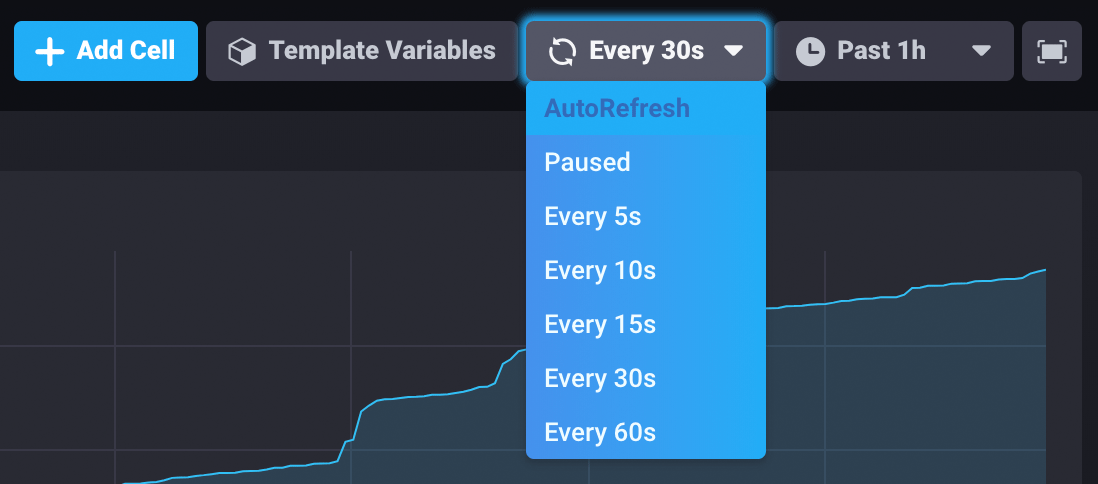 Add Cell
Template Variables
Every 30s
Past 1h
AutoRefresh
Paused
Every 5s
Every 10s
Every 15s
Every 30s
Every 60s